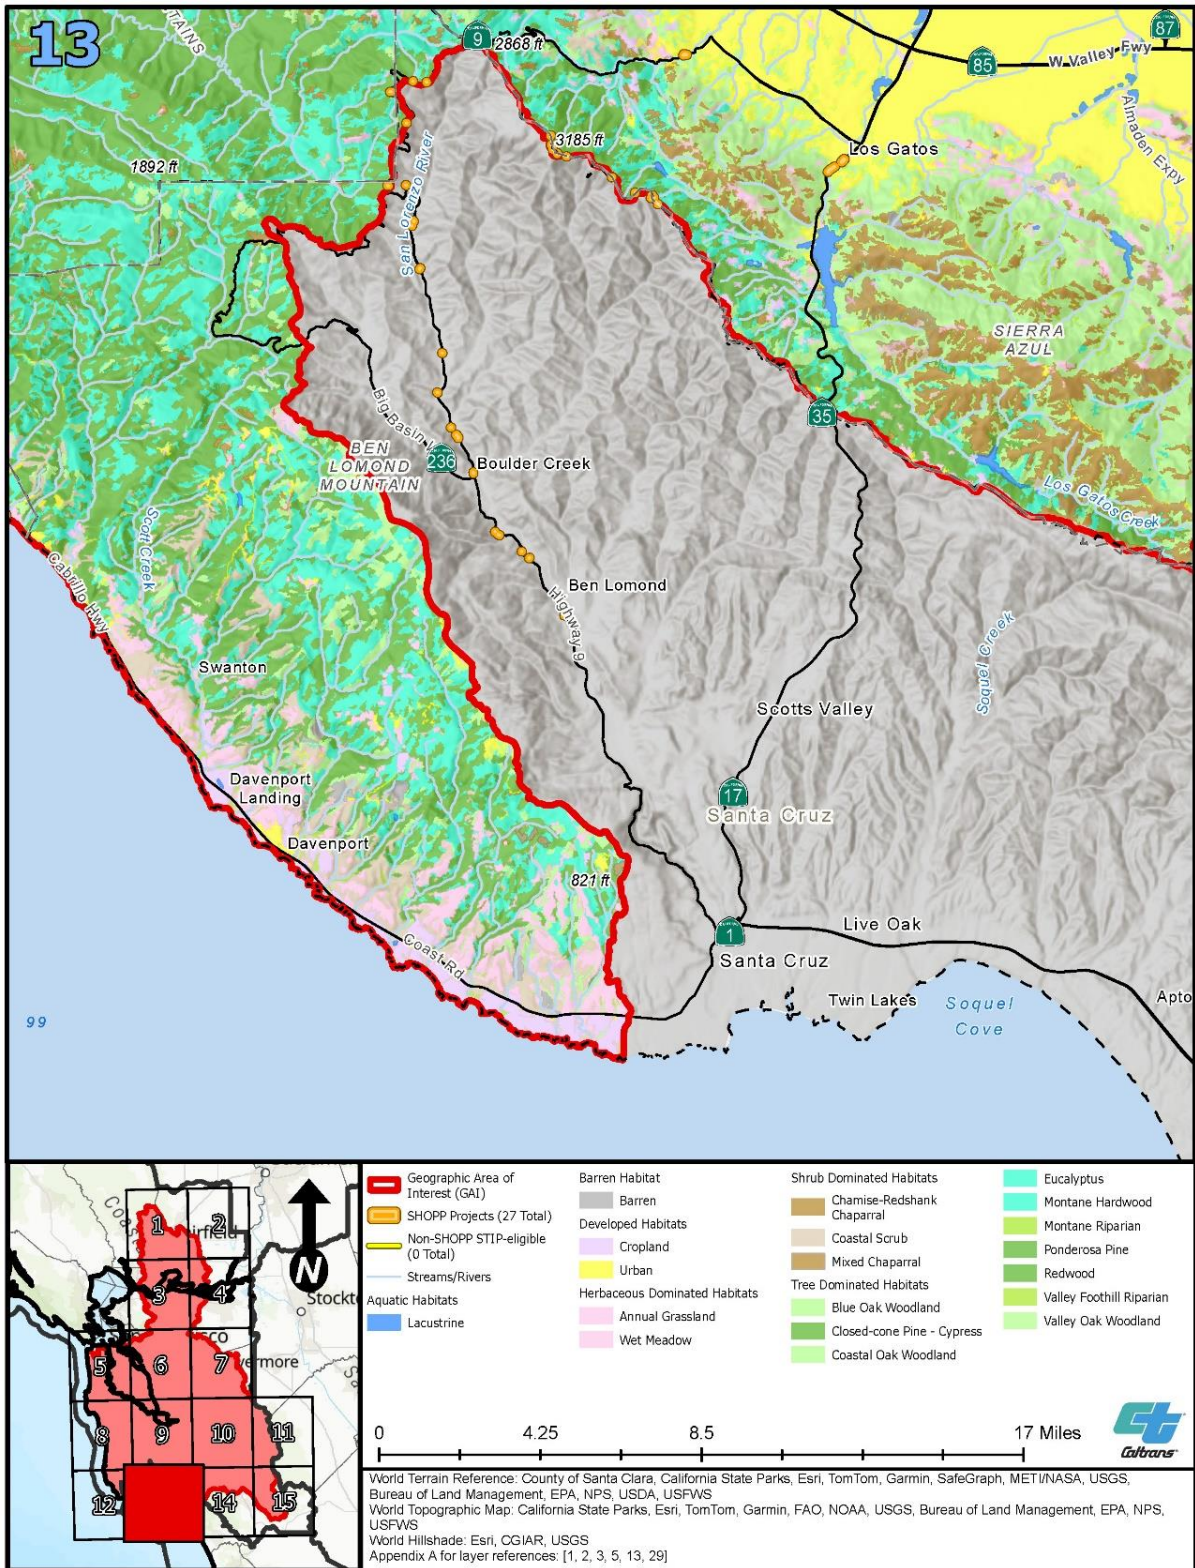 13
TAINS
9
2868 ft
87
W Valley Fwy
85
Almaden Expy
3185 ft
Los Gatos
1892 ft
San Lorenzo River
SIERRA
AZUL
35
Big Basin
BEN
LOMOND
MOUNTAIN
236
Boulder Creek
Los Gatos Creek
Scott Creek
Cabrillo Hwy
Ben Lomond
Highway 9
Soquel Creek
Swanton
Scotts Valley
Davenport
Landing
17
Santa Cruz
Davenport
821 ft
Coast Rd
1
Live Oak
Santa Cruz
Twin Lakes
Soquel
Cove
Apto
99
1
2
3
4
5
6
7
8
9
10
11
12
14
15
Coast
irfield
Stockt
sco
vermore
Sa
N
Geographic Area of
Interest (GAI)
SHOPP Projects (27 Total)
Non-SHOPP STIP-eligible
(0 Total)
Streams/Rivers
Aquatic Habitats
Lacustrine
Barren Habitat
Barren
Developed Habitats
Cropland
Urban
Herbaceous Dominated Habitats
Annual Grassland
Wet Meadow
Shrub Dominated Habitats
Chamise-Redshank
Chaparral
Coastal Scrub
Mixed Chaparral
Tree Dominated Habitats
Blue Oak Woodland
Closed-cone Pine - Cypress
Coastal Oak Woodland
Eucalyptus
Montane Hardwood
Montane Riparian
Ponderosa Pine
Redwood
Valley Foothill Riparian
Valley Oak Woodland
0 4.25 8.5 17 Miles
Caltrans
World Terrain Reference: County of Santa Clara, California State Parks, Esri, TomTom, Garmin, SafeGraph, METI/NASA, USGS,
Bureau of Land Management, EPA, NPS, USDA, USFWS
World Topographic Map: California State Parks, Esri, TomTom, Garmin, FAO, NOAA, USGS, Bureau of Land Management, EPA, NPS,
USFWS
World Hillshade: Esri, CGIAR, USGS
Appendix A for layer references: [1, 2, 3, 5, 13, 29]